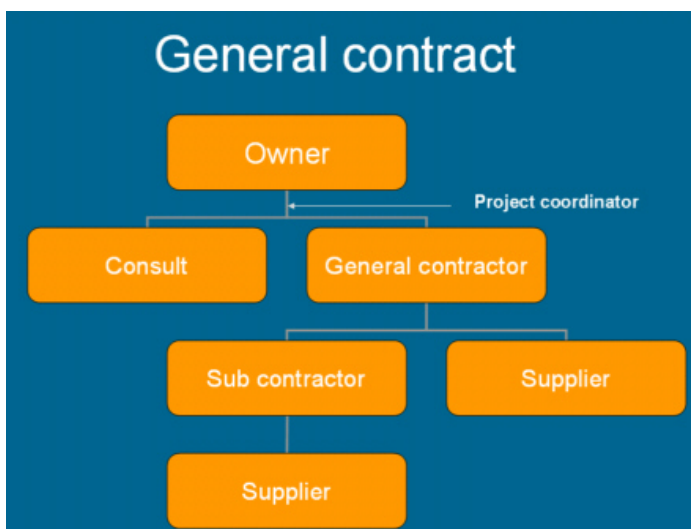 General contract
Owner
Project coordinator
Consult
General contractor
Sub contractor
Supplier
Supplier